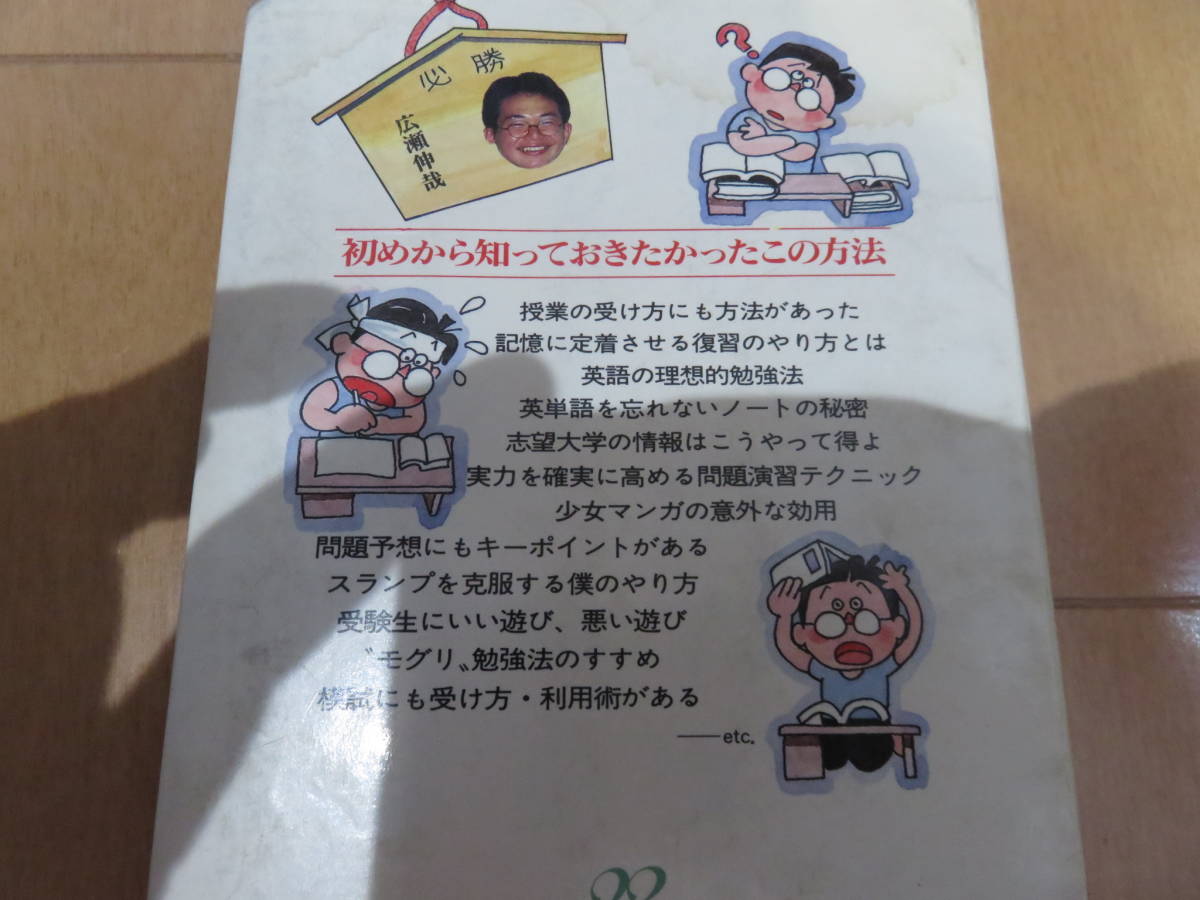 必勝
広瀬伸哉
?
初めから知っておきたかったこの方法
授業の受け方にも方法があった
記憶に定着させる復習のやり方とは
英語の理想的勉強法
英単語を忘れないノートの秘密
志望大学の情報はこうやって得よ
実力を確実に高める問題演習テクニック
少女マンガの意外な効用
問題予想にもキーポイントがある
スランプを克服する僕のやり方
受験生にいい遊び、悪い遊び
〝モグリ〟勉強法のすすめ
模試にも受け方・利用術がある
——etc.